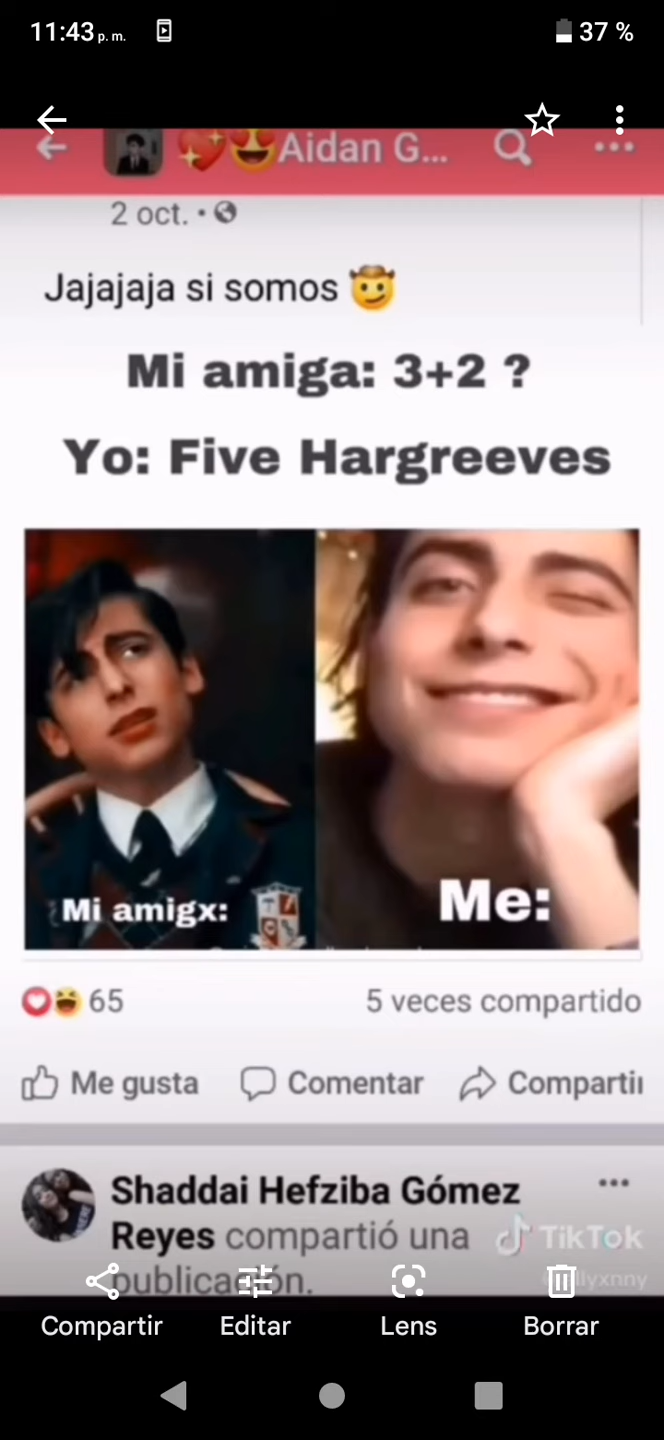 11:43 p. m.
37 %
Aidan G...
2 oct. •
Jajajaja si somos 🤠
Mi amiga: 3+2 ?
Yo: Five Hargreeves
Mi amigx:
Me:
65
5 veces compartido
Me gusta
Comentar
Compartir
Shaddai Hefziba Gómez
Reyes compartió una
publicación.
TikTok
Compartir
Editar
Lens
Borrar